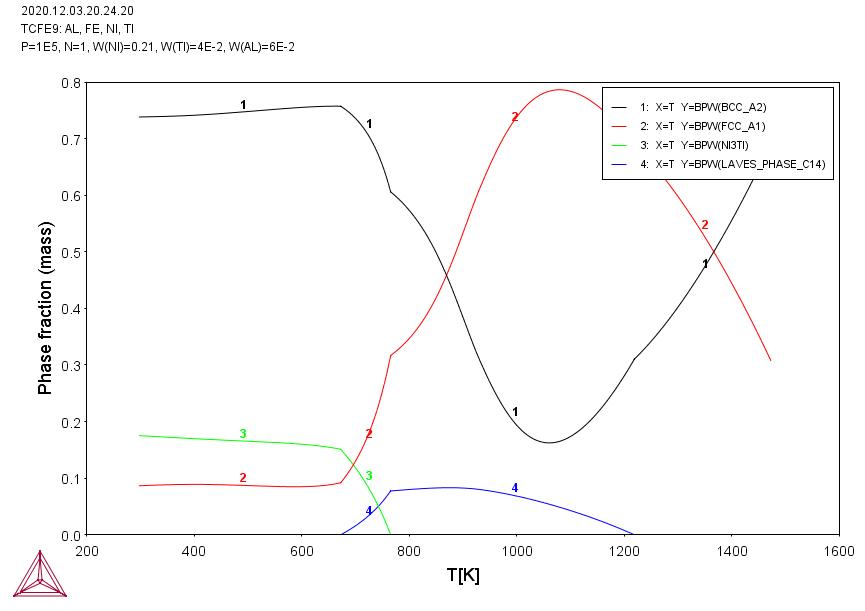 2020.12.03.20.24.20
TCFE9: AL, FE, NI, TI
P=1E5, N=1, W(NI)=0.21, W(TI)=4E-2, W(AL)=6E-2
1: X=T Y=BPW(BCC_A2)
2: X=T Y=BPW(FCC_A1)
3: X=T Y=BPW(NI3TI)
4: X=T Y=BPW(LAVES_PHASE_C14)
Phase fraction (mass)
0.8
0.7
0.6
0.5
0.4
0.3
0.2
0.1
0.0
1
1
2
2
1
3
2
3
4
2
1
4
200 400 600 800 1000 1200 1400 1600
T[K]